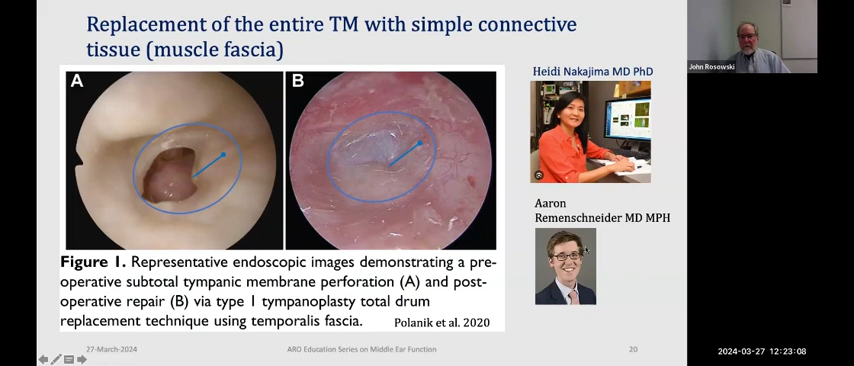 Replacement of the entire TM with simple connective
tissue (muscle fascia)
A
B
Figure 1. Representative endoscopic images demonstrating a pre-
operative subtotal tympanic membrane perforation (A) and post-
operative repair (B) via type 1 tympanoplasty total drum
replacement technique using temporalis fascia.
Polanik et al. 2020
Heidi Nakajima MD PhD
Aaron
Remenschneider MD MPH
27-March-2024
ARO Education Series on Middle Ear Function
20
John Rosowski
2024-03-27 12:23:08